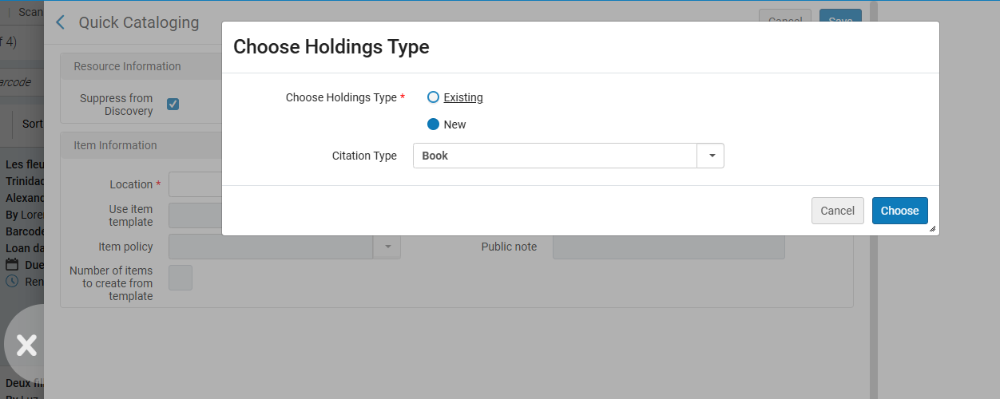 Scan
Quick Cataloging
Cancel
Save
f 4)
Choose Holdings Type
Resource Information
arcode
Choose Holdings Type *
Existing
Suppress from
Discovery
New
Sort
Item Information
Citation Type
Book
Les fleu
Trinidad
Location *
Alexand
Use item
template
Cancel
Choose
By Lore
Barcode
Item policy
Public note
Loan da
Due
Number of items
to create from
template
Ren
Deux fil
By Luz